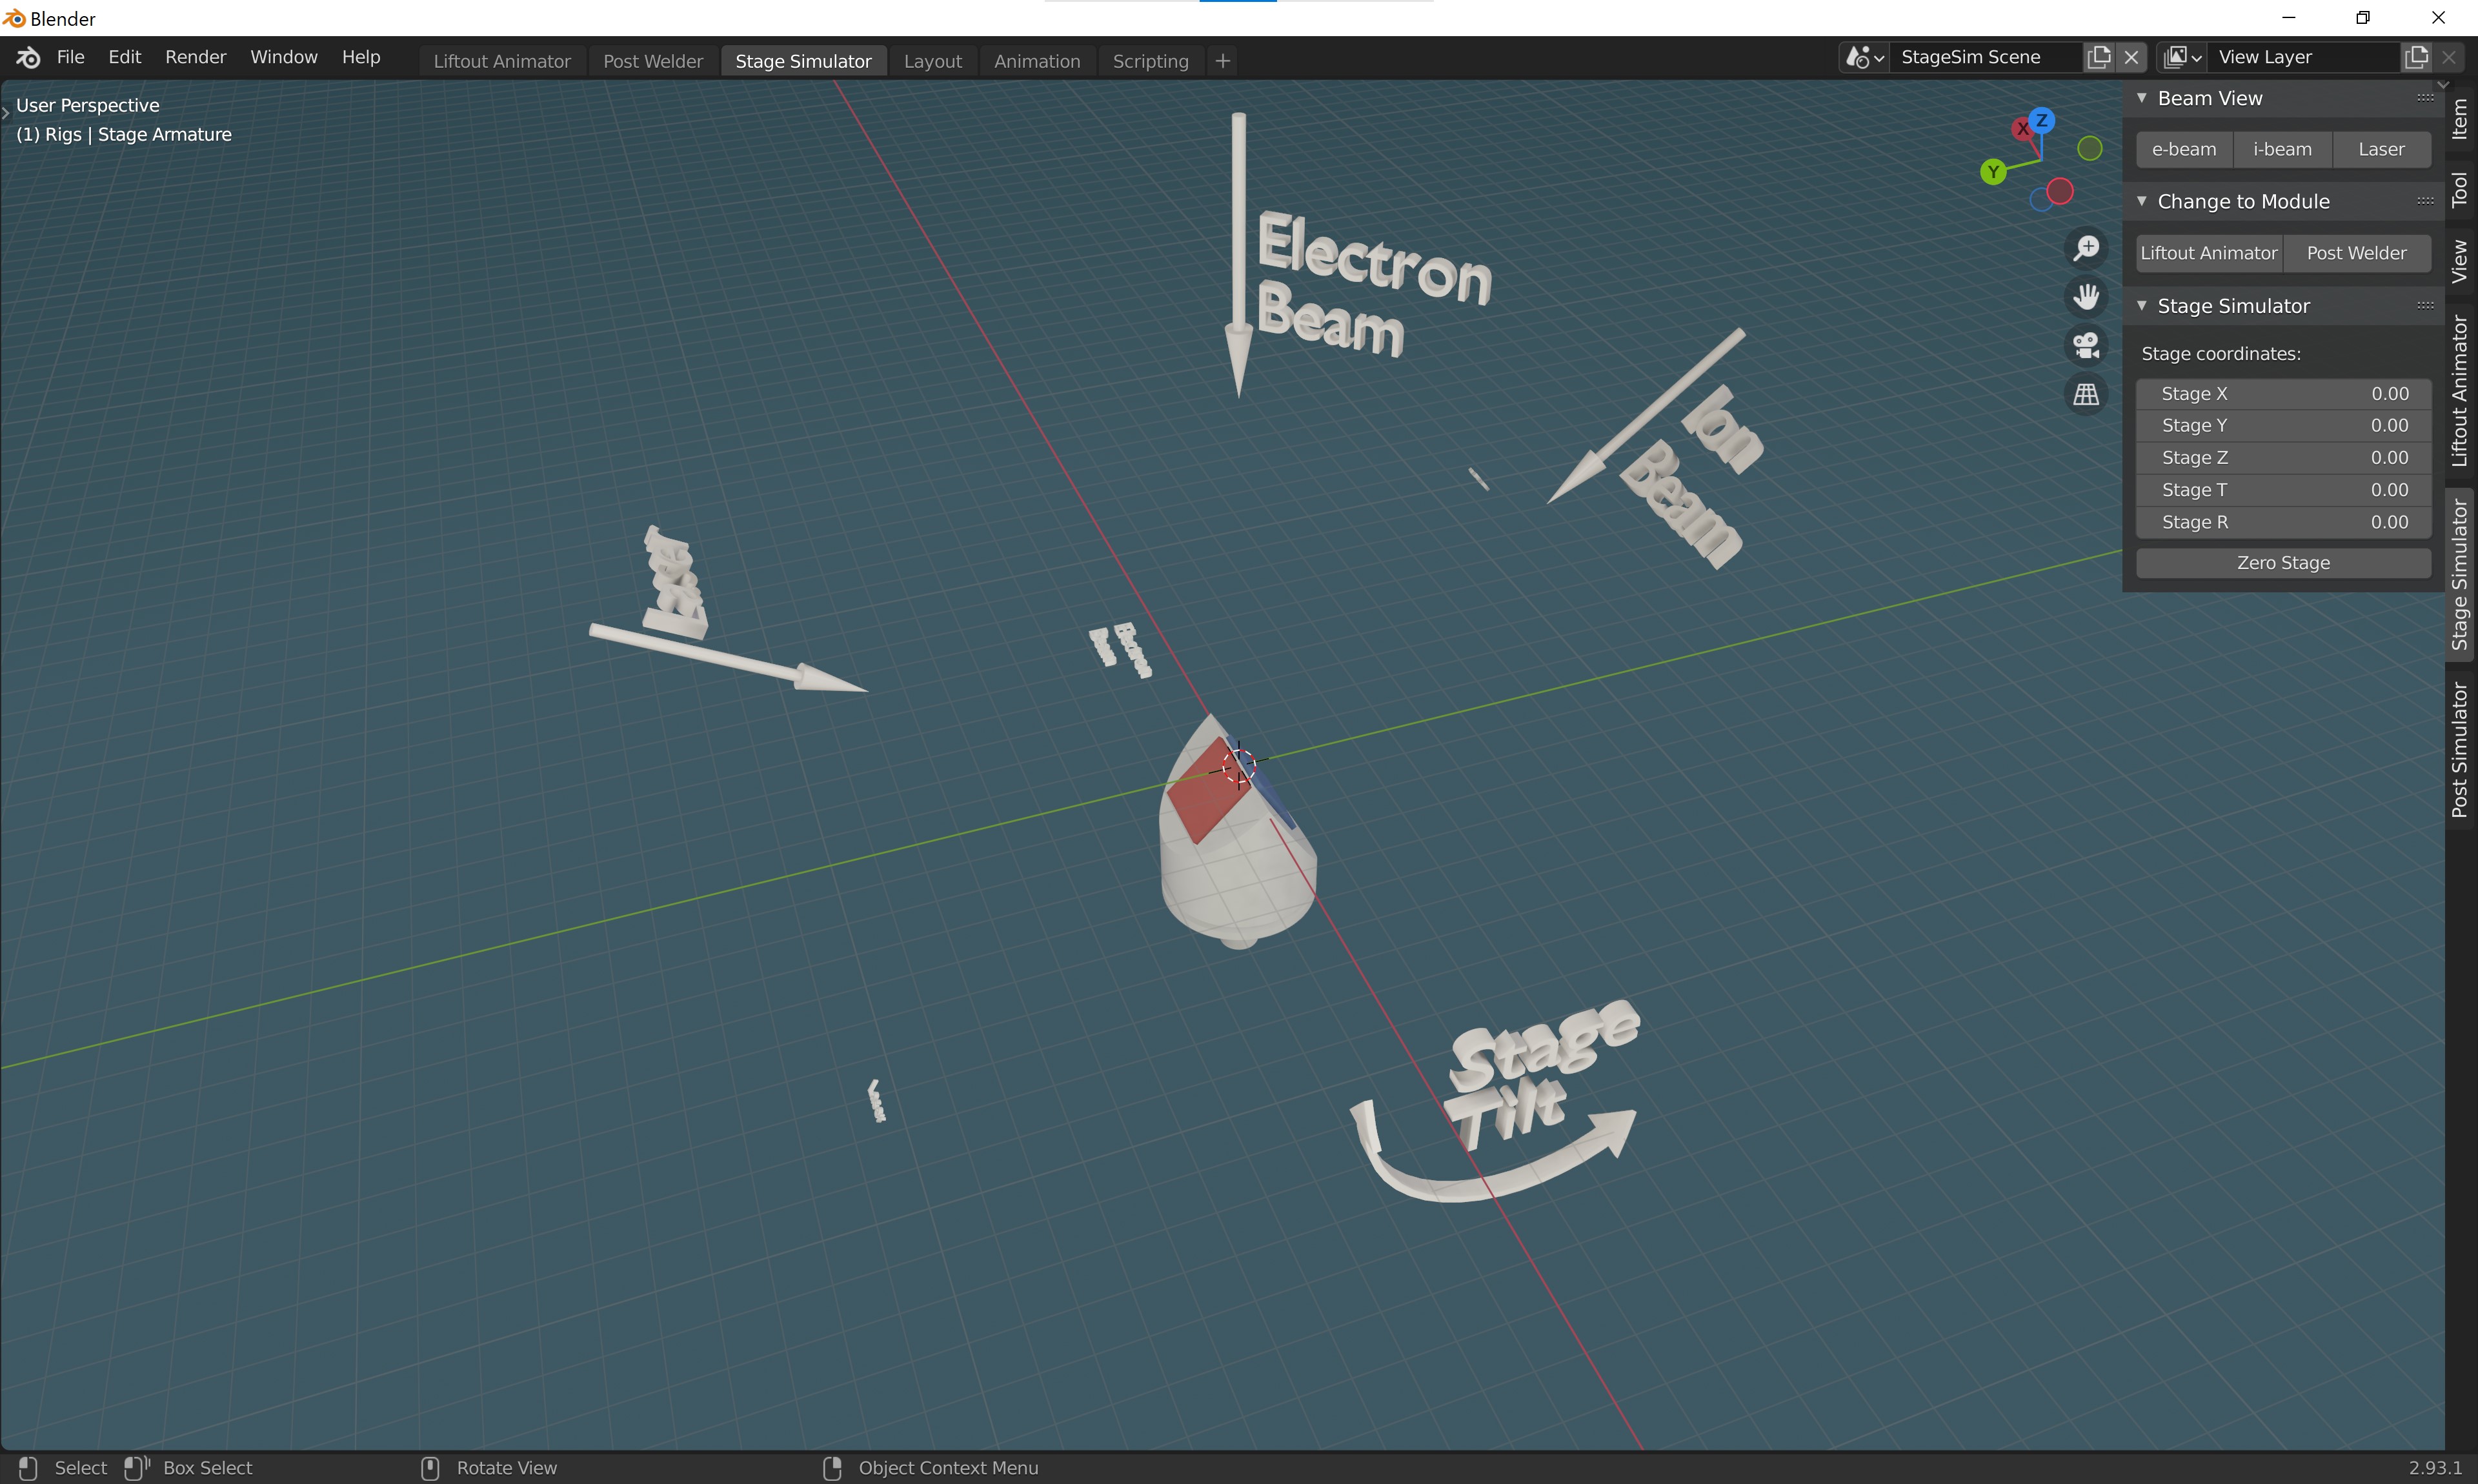 Blender
File Edit Render Window Help
Liftout Animator Post Welder Stage Simulator Layout Animation Scripting +
StageSim Scene
View Layer
User Perspective
(1) Rigs | Stage Armature
Electron
Beam
Ion
Beam
Laser
Stage
Tilt
X
Y
Z
Beam View
e-beam i-beam Laser
Change to Module
Liftout Animator Post Welder
Stage Simulator
Stage coordinates:
Stage X 0.00
Stage Y 0.00
Stage Z 0.00
Stage T 0.00
Stage R 0.00
Zero Stage
Item
Tool
View
Liftout Animator
Stage Simulator
Post Simulator
Select Box Select Rotate View Object Context Menu 2.93.1